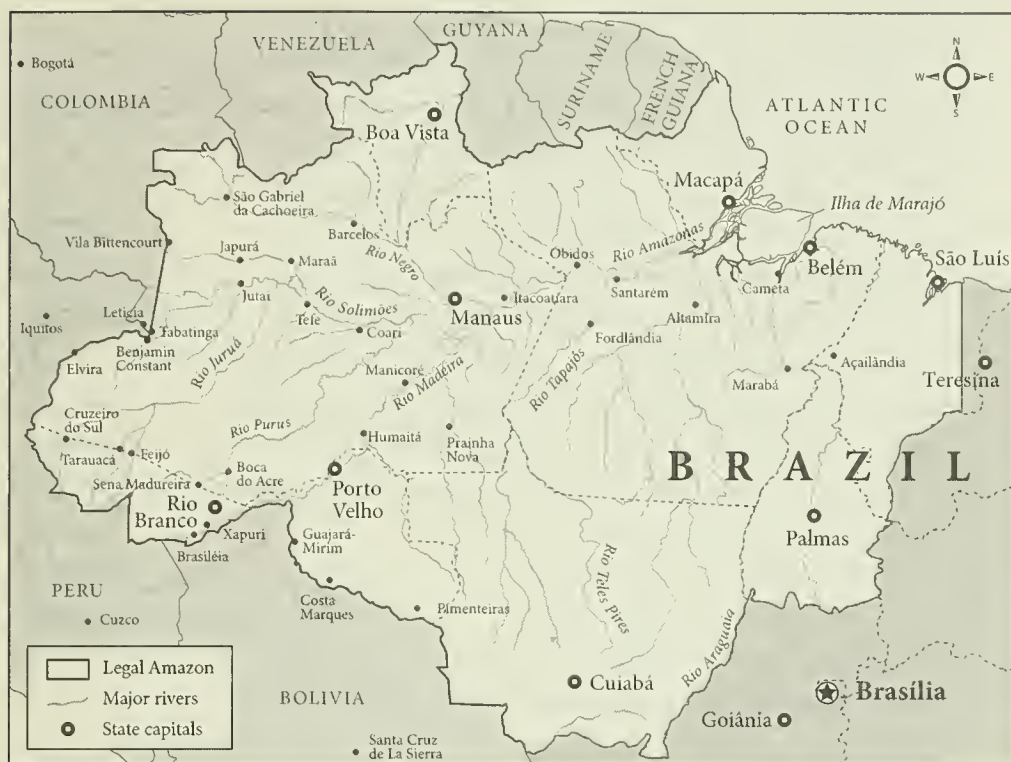 VENEZUELA
GUYANA
SURINAME
FRENCH
GUIANA
Bogotá
COLOMBIA
N
W
E
S
ATLANTIC
OCEAN
Boa Vista
Macapá
Ilha de Marajó
São Gabriel
da Cachoeira
Barcelos
Rio Negro
Vila Bittencourt
Japurá
Maraã
Obidos
Rio Amazonas
Belém
São Luís
Jutaí
Santarém
Cameta
Iquitos
Leticia
Tabatinga
Benjamin
Constant
Tefe
Rio Solimões
Coari
Manaus
Itacoatiara
Fordlândia
Altamira
Elvira
Rio Juruá
Manicoré
Rio Madeira
Rio Tapajós
Marabá
Açailândia
Teresina
Cruzeiro
do Sul
Tarauacá
Feijó
Rio Purus
Humaitá
Prainha
Nova
BRAZIL
Sena Madureira
Boca
do Acre
Porto
Velho
Rio
Branco
Xapuri
Brasiléia
Guajará-
Mirim
Palmas
PERU
Cuzco
Costa
Marques
Pimenteiras
Rio Teles Pires
Rio Araguaia
Legal Amazon
Major rivers
State capitals
BOLIVIA
Cuiabá
Brasília
Goiânia
Santa Cruz
de La Sierra